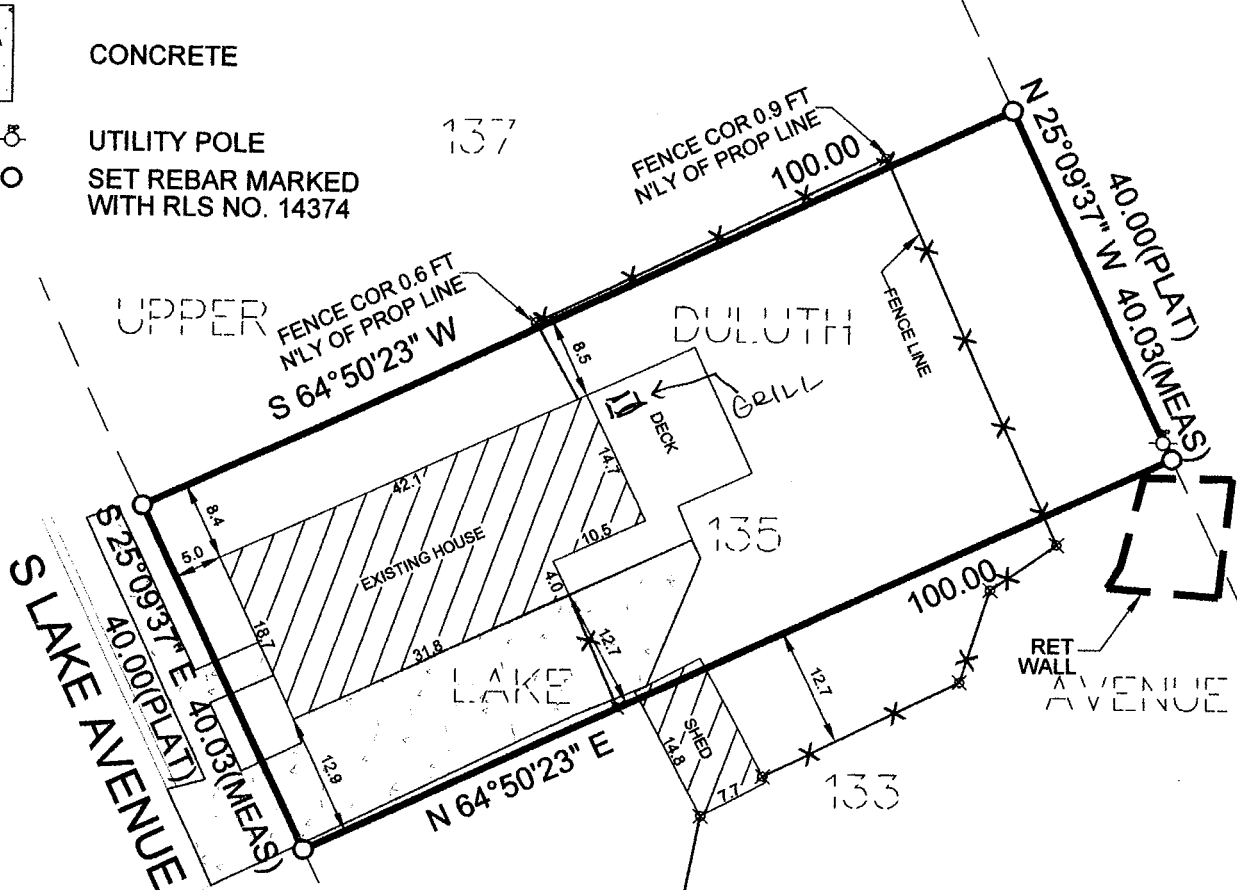 CONCRETE
UTILITY POLE
SET REBAR MARKED
WITH RLS NO. 14374
137
FENCE COR 0.9 FT
N'LY OF PROP LINE
100.00
N 25°09'37" W 40.03(MEAS)
40.00(PLAT)
UPPER
FENCE COR 0.6 FT
N'LY OF PROP LINE
S 64°50'23" W
DULUTH
FENCE LINE
8.5
GRILL
DECK
14.7
42.1
8.4
5.0
EXISTING HOUSE
10.5
135
4.0
12.7
18.7
31.8
LAKE
100.00
RET
WALL
AVENUE
S 25°09'37" E 40.03(MEAS)
40.00(PLAT)
S LAKE AVENUE
12.9
N 64°50'23" E
SHED
14.8
7.7
12.7
133